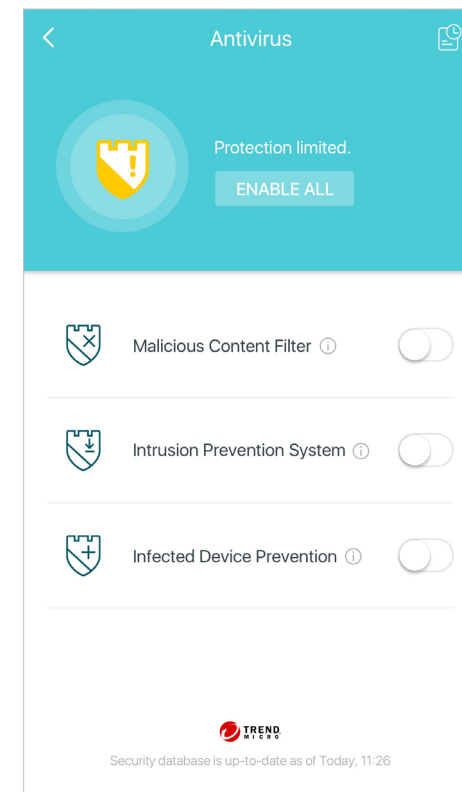 Antivirus
Protection limited.
ENABLE ALL
Malicious Content Filter
Intrusion Prevention System
Infected Device Prevention
TREND
MICRO
Security database is up-to-date as of Today, 11:26